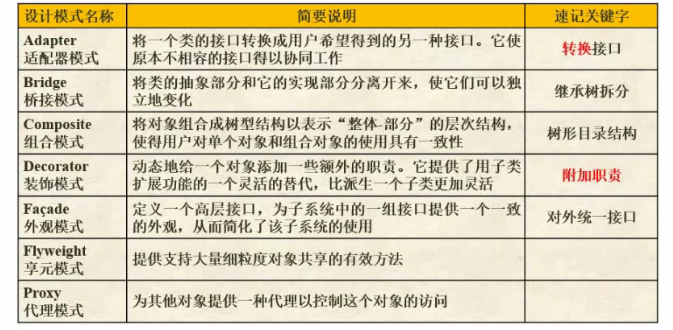 设计模式名称 简要说明 速记关键字
Adapter
适配器模式
将一个类的接口转换成用户希望得到的另一种接口。它使
原本不相容的接口得以协同工作
转换接口
Bridge
桥接模式
将类的抽象部分和它的实现部分分离开来，使它们可以独
立地变化
继承树拆分
Composite
组合模式
将对象组合成树型结构以表示“整体-部分”的层次结构，
使得用户对单个对象和组合对象的使用具有一致性
树形目录结构
Decorator
装饰模式
动态地给一个对象添加一些额外的职责。它提供了用子类
扩展功能的一个灵活的替代，比派生一个子类更加灵活
附加职责
Façade
外观模式
定义一个高层接口，为子系统中的一组接口提供一个一致
的外观，从而简化了该子系统的使用
对外统一接口
Flyweight
享元模式
提供支持大量细粒度对象共享的有效方法
Proxy
代理模式
为其他对象提供一种代理以控制这个对象的访问